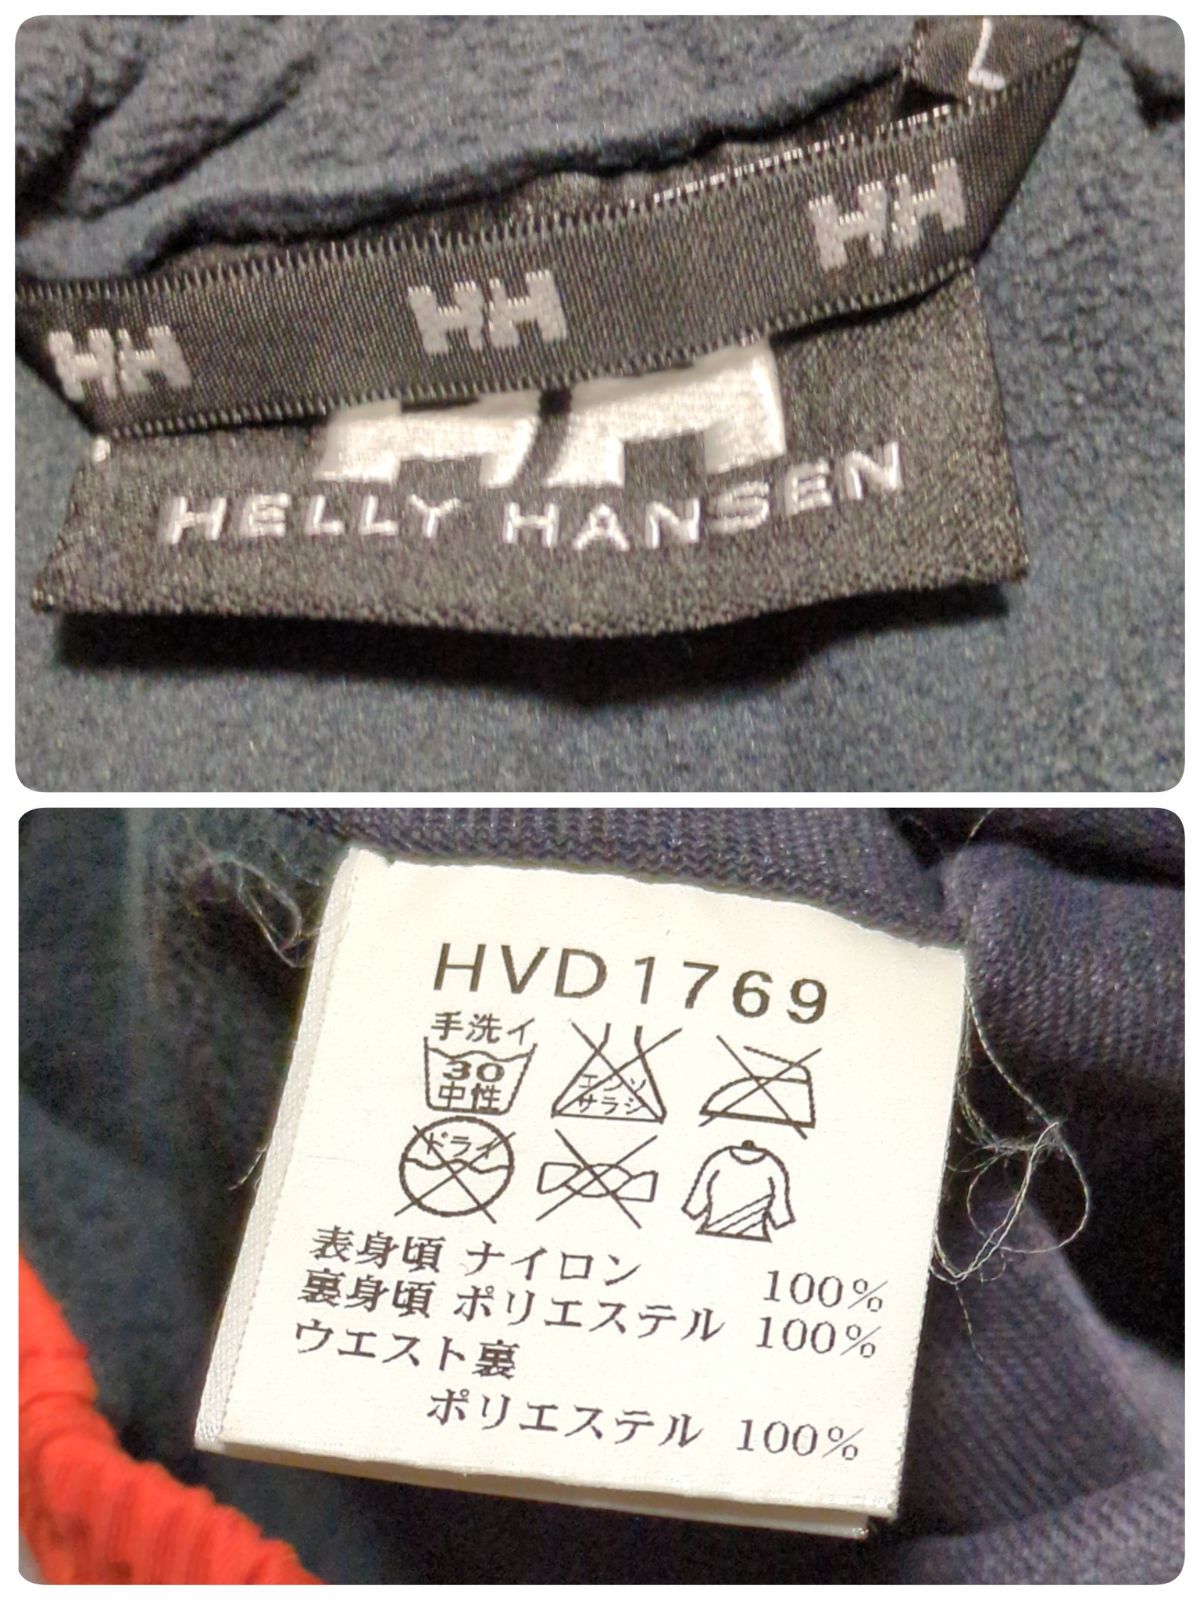 L
HH HH HH
HELLY HANSEN
HVD1769
手洗イ
30
中性
エンソ
サラシ
ドライ
表身頃 ナイロン 100%
裏身頃 ポリエステル 100%
ウエスト裏
ポリエステル 100%